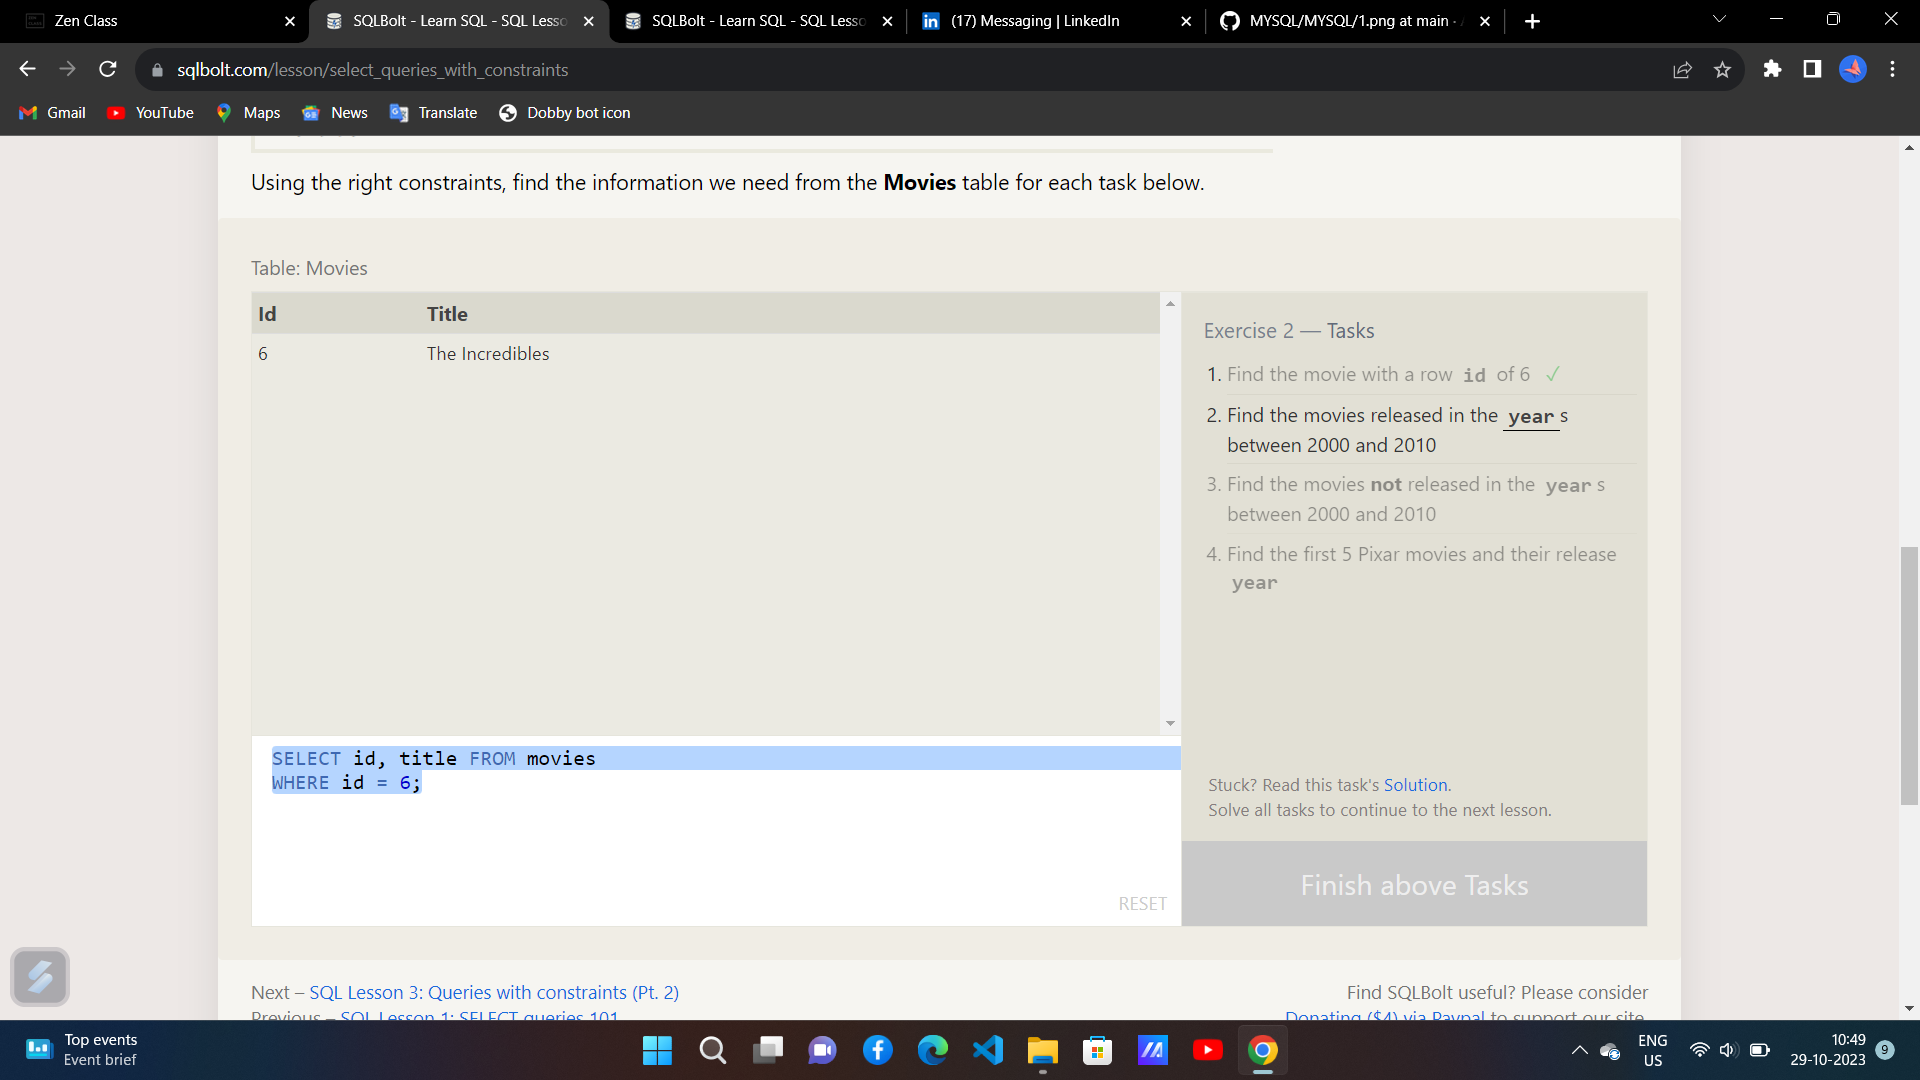 Zen Class
SQLBolt - Learn SQL - SQL Lesso
SQLBolt - Learn SQL - SQL Lesso
(17) Messaging | LinkedIn
MYSQL/MYSQL/1.png at main ·
sqlbolt.com/lesson/select_queries_with_constraints
Gmail
YouTube
Maps
News
Translate
Dobby bot icon
Using the right constraints, find the information we need from the Movies table for each task below.
Table: Movies
Id Title
6 The Incredibles
SELECT id, title FROM movies
WHERE id = 6;
RESET
Exercise 2 — Tasks
1. Find the movie with a row id of 6 ✓
2. Find the movies released in the year s
between 2000 and 2010
3. Find the movies not released in the year s
between 2000 and 2010
4. Find the first 5 Pixar movies and their release
year
Stuck? Read this task's Solution.
Solve all tasks to continue to the next lesson.
Finish above Tasks
Next – SQL Lesson 3: Queries with constraints (Pt. 2)
Find SQLBolt useful? Please consider
Previous – SQL Lesson 1: SELECT queries 101
Donating ($4) via Paypal to support our site.
Top events
Event brief
ENG
US
10:49
29-10-2023
9